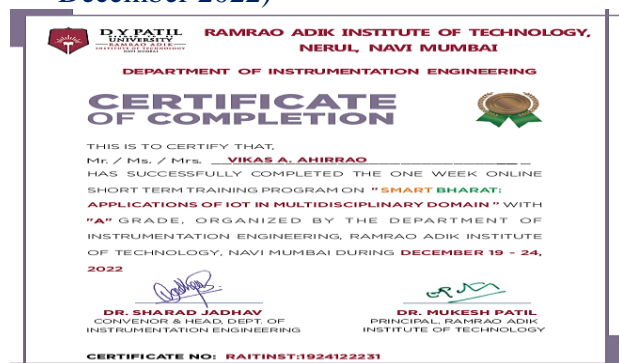 December 2022)
D Y PATIL
UNIVERSITY
RAMRAO ADIK
INSTITUTE OF TECHNOLOGY
NAVI MUMBAI
RAMRAO ADIK INSTITUTE OF TECHNOLOGY,
NERUL, NAVI MUMBAI
DEPARTMENT OF INSTRUMENTATION ENGINEERING
CERTIFICATE
OF COMPLETION
THIS IS TO CERTIFY THAT,
Mr. / Ms. / Mrs. VIKAS A. AHIRRAO
HAS SUCCESSFULLY COMPLETED THE ONE WEEK ONLINE
SHORT TERM TRAINING PROGRAM ON "SMART BHARAT:
APPLICATIONS OF IOT IN MULTIDISCIPLINARY DOMAIN" WITH
"A" GRADE, ORGANIZED BY THE DEPARTMENT OF
INSTRUMENTATION ENGINEERING, RAMRAO ADIK INSTITUTE
OF TECHNOLOGY, NAVI MUMBAI DURING DECEMBER 19 - 24,
2022
DR. SHARAD JADHAV
CONVENOR & HEAD, DEPT. OF
INSTRUMENTATION ENGINEERING
DR. MUKESH PATIL
PRINCIPAL, RAMRAO ADIK
INSTITUTE OF TECHNOLOGY
CERTIFICATE NO: RAITINST:1924122231